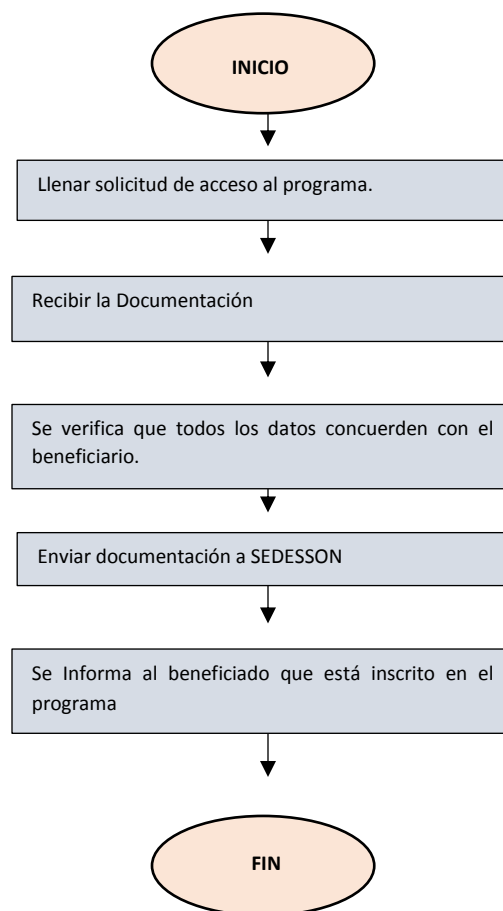 INICIO
Llenar solicitud de acceso al programa.
Recibir la Documentación
Se verifica que todos los datos concuerden con el
beneficiario.
Enviar documentación a SEDESSON
Se Informa al beneficiado que está inscrito en el
programa
FIN